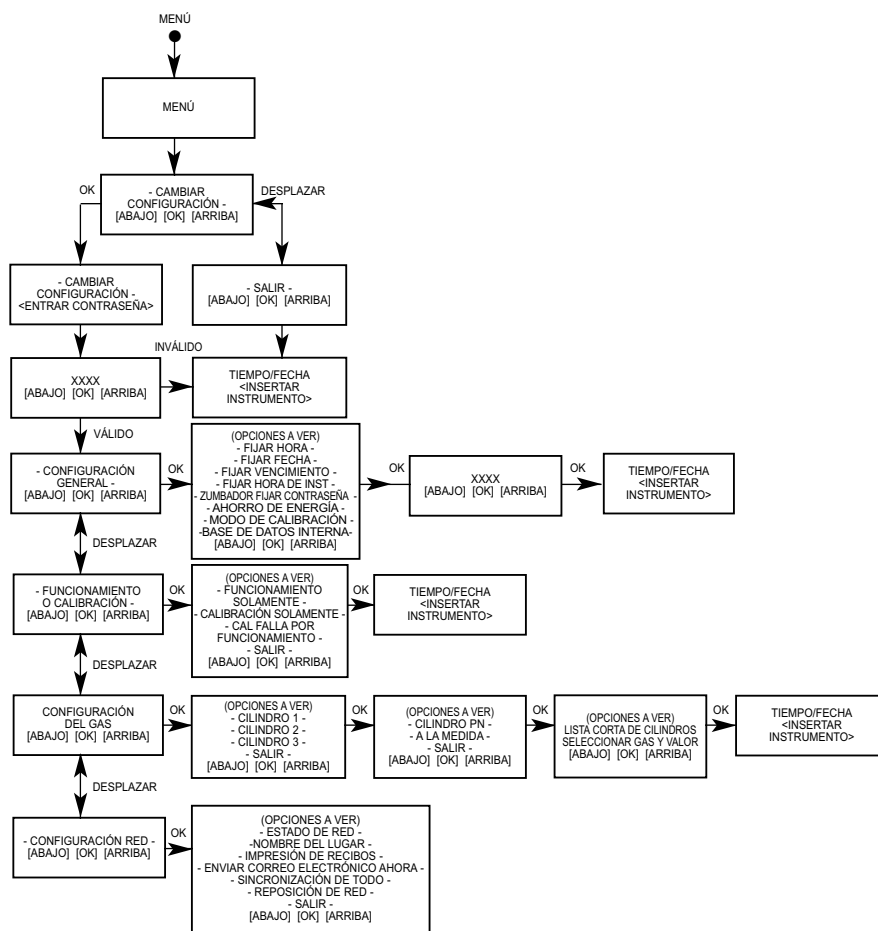 MENÚ
MENÚ
OK
- CAMBIAR
CONFIGURACIÓN -
[ABAJO] [OK] [ARRIBA]
DESPLAZAR
- CAMBIAR
CONFIGURACIÓN -
<ENTRAR CONTRASEÑA>
- SALIR -
[ABAJO] [OK] [ARRIBA]
XXXX
[ABAJO] [OK] [ARRIBA]
INVÁLIDO
TIEMPO/FECHA
<INSERTAR
INSTRUMENTO>
VÁLIDO
- CONFIGURACIÓN
GENERAL -
[ABAJO] [OK] [ARRIBA]
OK
(OPCIONES A VER)
- FIJAR HORA -
- FIJAR FECHA -
- FIJAR VENCIMIENTO -
- FIJAR HORA DE INST -
- ZUMBADOR FIJAR CONTRASEÑA -
- AHORRO DE ENERGÍA -
- MODO DE CALIBRACIÓN -
-BASE DE DATOS INTERNA-
[ABAJO] [OK] [ARRIBA]
OK
XXXX
[ABAJO] [OK] [ARRIBA]
OK
TIEMPO/FECHA
<INSERTAR
INSTRUMENTO>
DESPLAZAR
- FUNCIONAMIENTO
O CALIBRACIÓN -
[ABAJO] [OK] [ARRIBA]
OK
(OPCIONES A VER)
- FUNCIONAMIENTO
SOLAMENTE -
- CALIBRACIÓN SOLAMENTE -
- CAL FALLA POR
FUNCIONAMIENTO -
- SALIR -
[ABAJO] [OK] [ARRIBA]
OK
TIEMPO/FECHA
<INSERTAR
INSTRUMENTO>
DESPLAZAR
CONFIGURACIÓN
DEL GAS
[ABAJO] [OK] [ARRIBA]
OK
(OPCIONES A VER)
- CILINDRO 1 -
- CILINDRO 2 -
- CILINDRO 3 -
- SALIR -
[ABAJO] [OK] [ARRIBA]
OK
(OPCIONES A VER)
- CILINDRO PN -
- A LA MEDIDA -
- SALIR -
[ABAJO] [OK] [ARRIBA]
OK
(OPCIONES A VER)
LISTA CORTA DE CILINDROS
SELECCIONAR GAS Y VALOR
[ABAJO] [OK] [ARRIBA]
OK
TIEMPO/FECHA
<INSERTAR
INSTRUMENTO>
DESPLAZAR
- CONFIGURACIÓN RED -
[ABAJO] [OK] [ARRIBA]
OK
(OPCIONES A VER)
- ESTADO DE RED -
-NOMBRE DEL LUGAR -
- IMPRESIÓN DE RECIBOS -
- ENVIAR CORREO ELECTRÓNICO AHORA -
- SINCRONIZACIÓN DE TODO -
- REPOSICIÓN DE RED -
- SALIR -
[ABAJO] [OK] [ARRIBA]